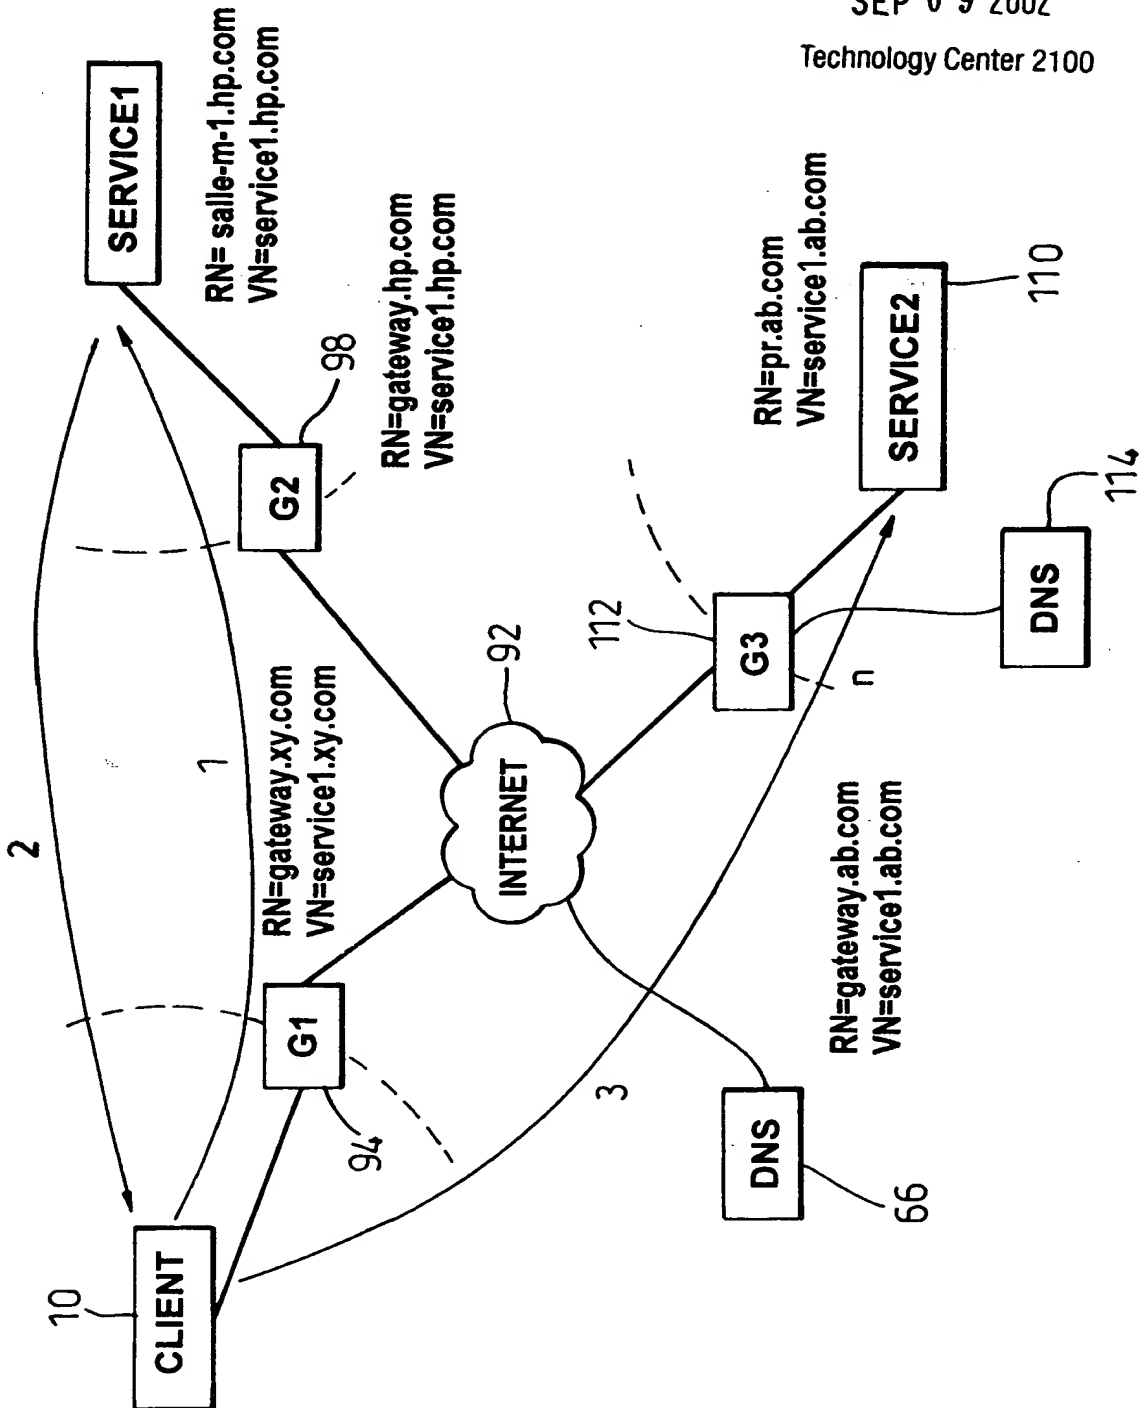 SEP 0 9 2002
Technology Center 2100
10
CLIENT
2
1
SERVICE1
RN= salle-m-1.hp.com
VN=service1.hp.com
G1
94
RN=gateway.xy.com
VN=service1.xy.com
G2
98
RN=gateway.hp.com
VN=service1.hp.com
INTERNET
92
3
DNS
66
RN=gateway.ab.com
VN=service1.ab.com
112
G3
n
RN=pr.ab.com
VN=service1.ab.com
SERVICE2
110
DNS
114